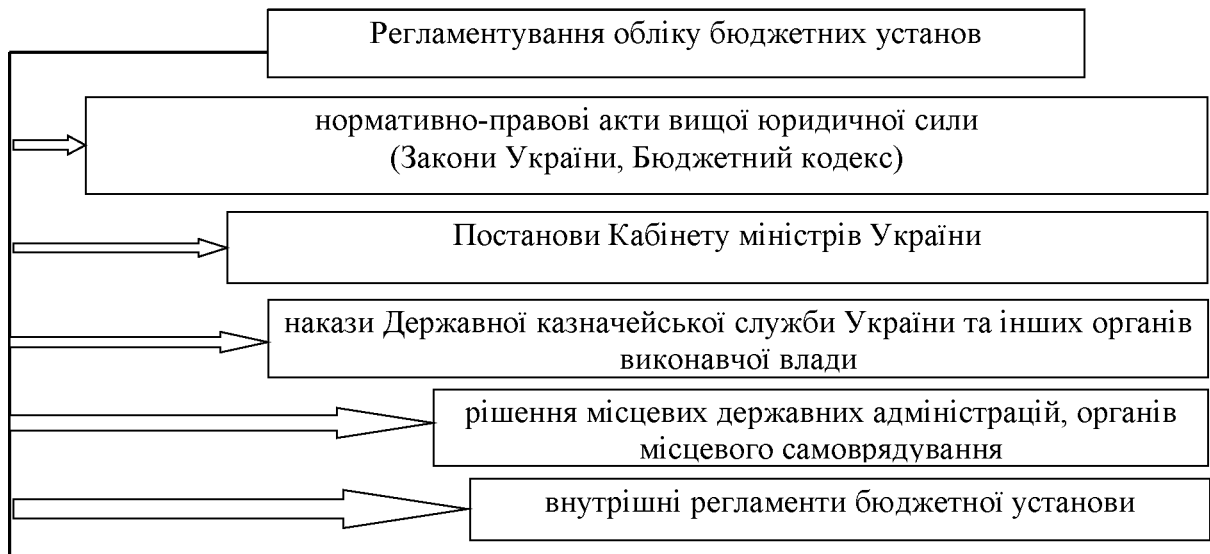 Регламентування обліку бюджетних установ
нормативно-правові акти вищої юридичної сили
(Закони України, Бюджетний кодекс)
Постанови Кабінету міністрів України
накази Державної казначейської служби України та інших органів
виконавчої влади
рішення місцевих державних адміністрацій, органів
місцевого самоврядування
внутрішні регламенти бюджетної установи